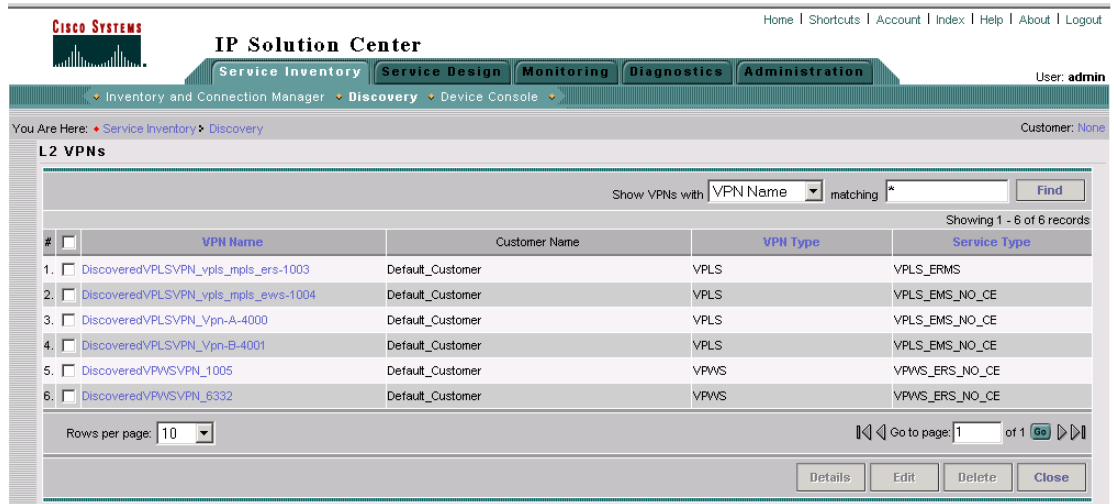 Home | Shortcuts | Account | Index | Help | About | Logout
CISCO SYSTEMS
IP Solution Center
Service Inventory Service Design Monitoring Diagnostics Administration
User: admin
Inventory and Connection Manager Discovery Device Console
You Are Here: Service Inventory Discovery Customer: None
L2 VPNs
Show VPNs with VPN Name matching * Find
Showing 1 - 6 of 6 records
# VPN Name Customer Name VPN Type Service Type
1. DiscoveredVPLSVPN_vpls_mpls_ers-1003 Default_Customer VPLS VPLS_ERMS
2. DiscoveredVPLSVPN_vpls_mpls_ews-1004 Default_Customer VPLS VPLS_EMS_NO_CE
3. DiscoveredVPLSVPN_Vpn-A-4000 Default_Customer VPLS VPLS_EMS_NO_CE
4. DiscoveredVPLSVPN_Vpn-B-4001 Default_Customer VPLS VPLS_EMS_NO_CE
5. DiscoveredVPWSVPN_1005 Default_Customer VPWS VPWS_ERS_NO_CE
6. DiscoveredVPWSVPN_6332 Default_Customer VPWS VPWS_ERS_NO_CE
Rows per page: 10 Go to page: 1 of 1 Go
Details Edit Delete Close